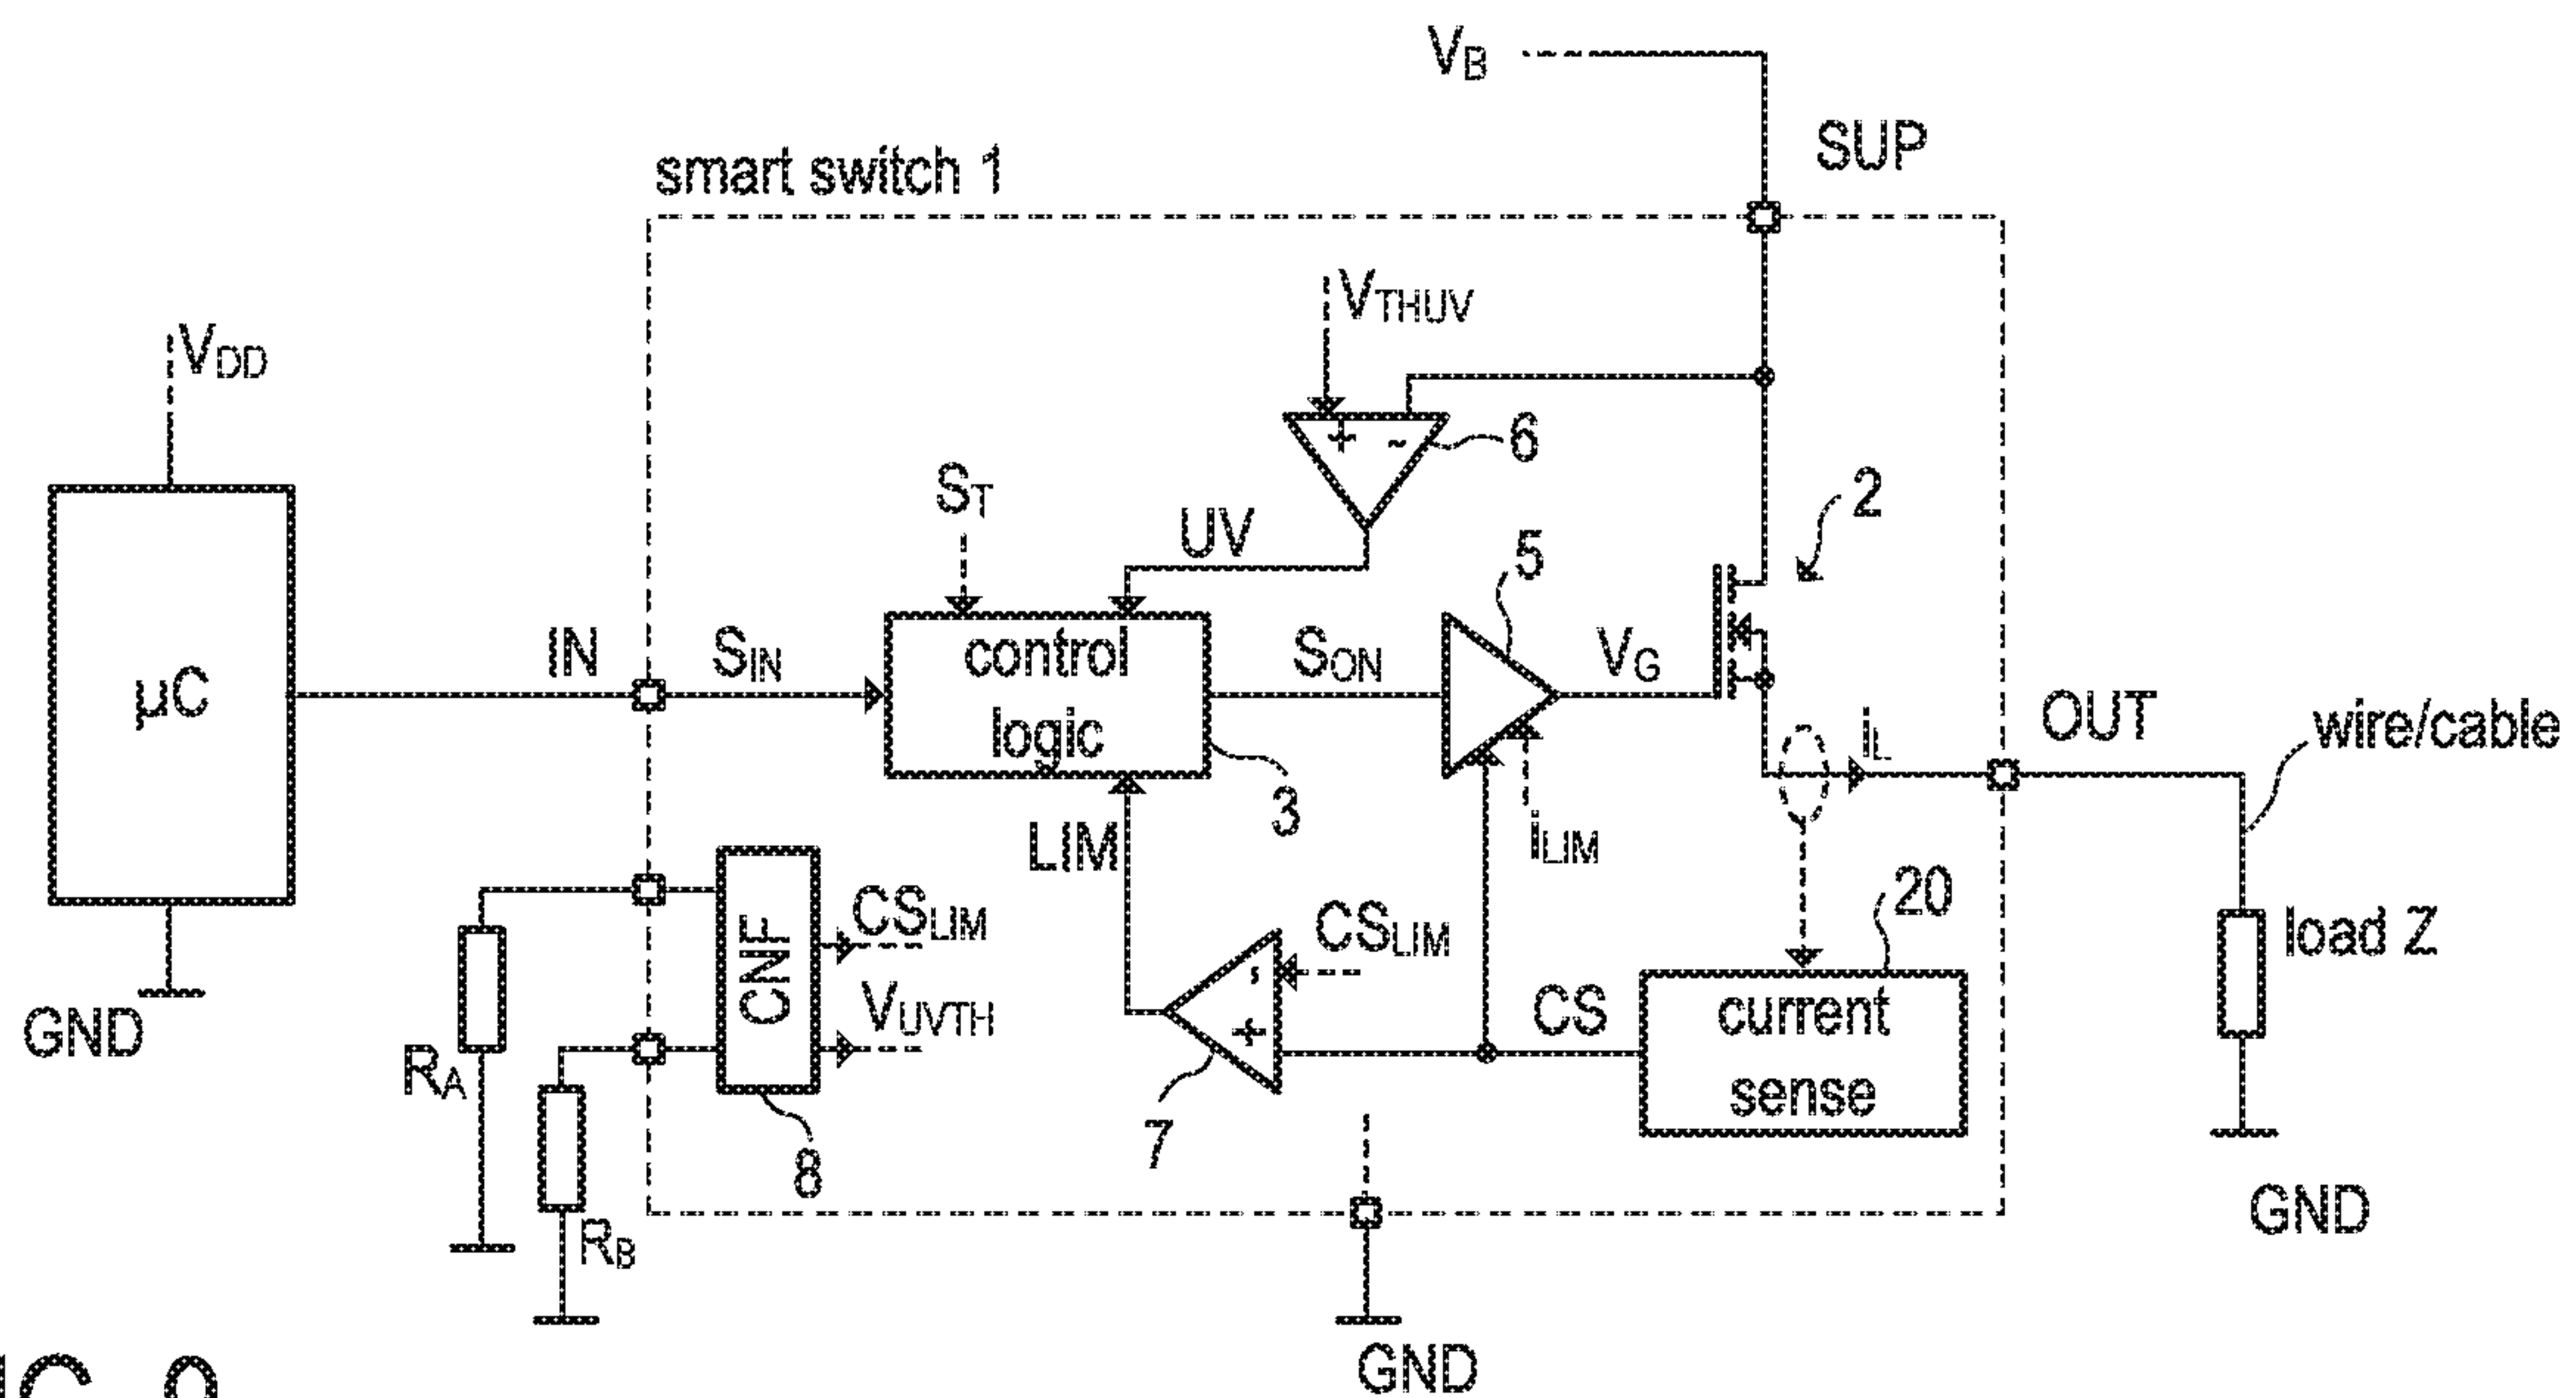 VB
SUP
smart switch 1
VTHUV
VDD
6
ST
UV
2
5
µC
IN
SIN
control
logic
SON
VG
iL
OUT
wire/cable
3
LIM
iLIM
20
CNF
CSLIM
CSLIM
load Z
VUVTH
CS
current
sense
GND
RA
7
8
RB
GND
GND